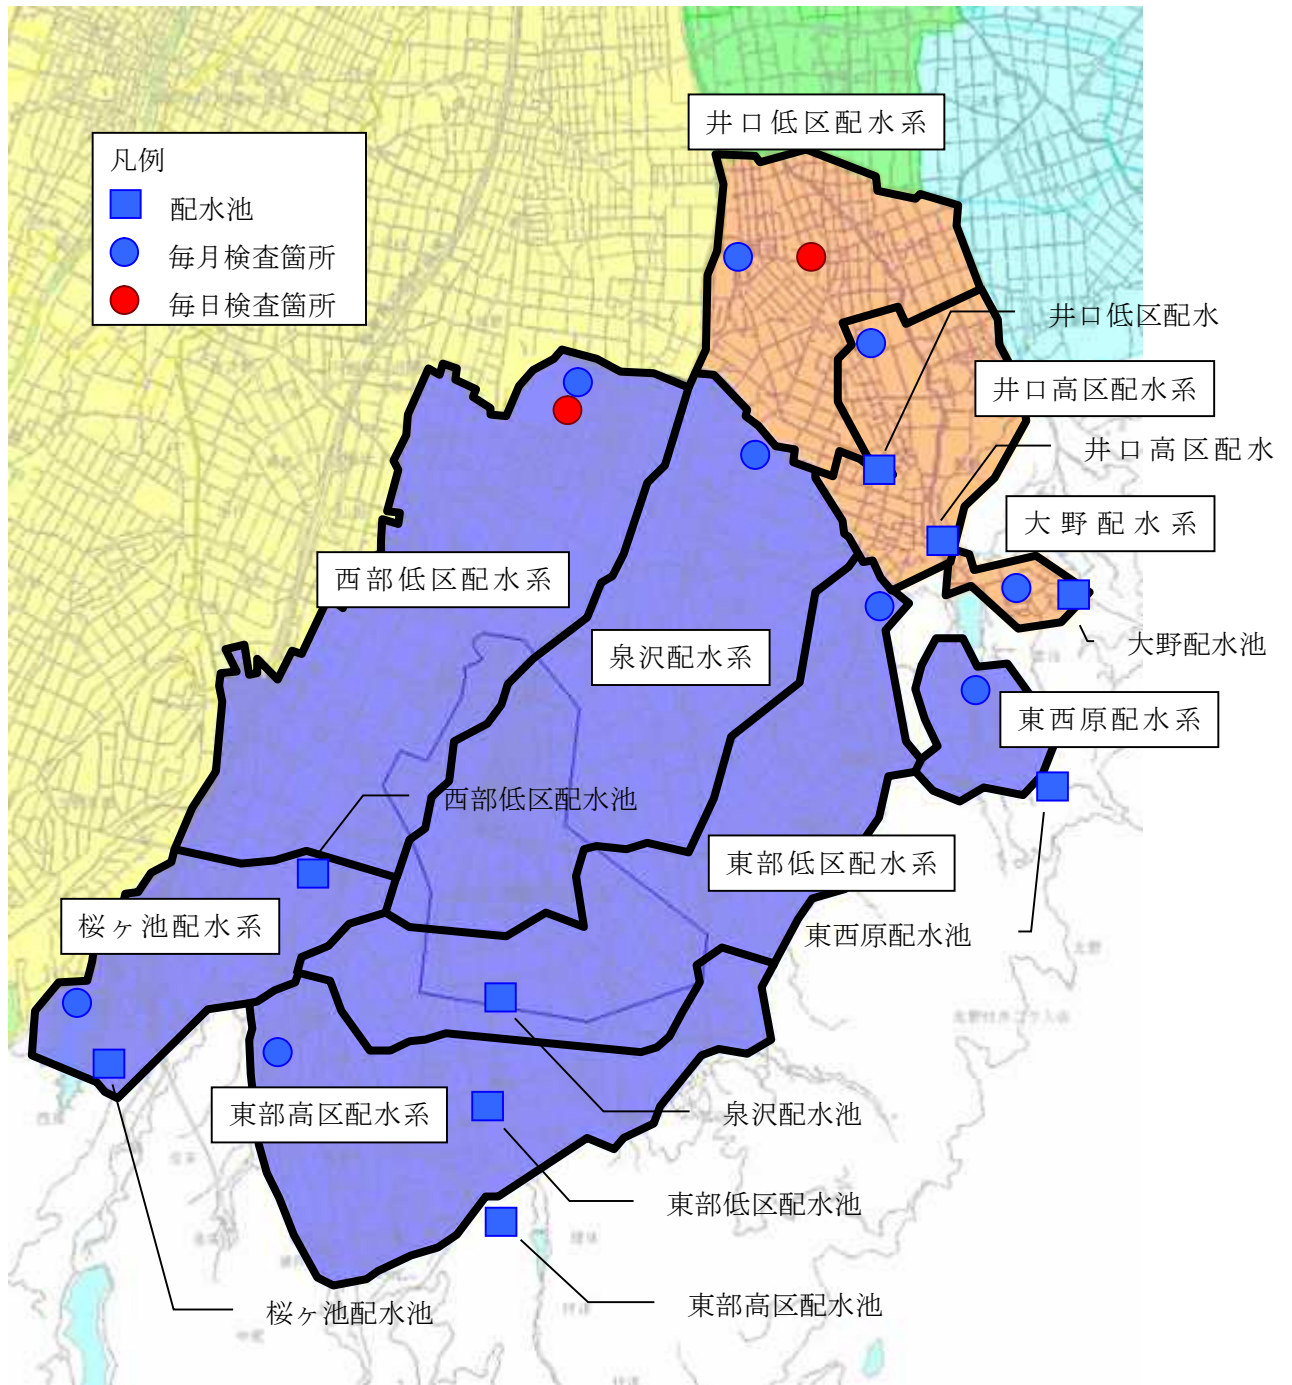 井口低区配水系
凡例
配水池
毎月検査箇所
毎日検査箇所
井口低区配水
井口高区配水系
井口高区配水
大野配水系
西部低区配水系
泉沢配水系
大野配水池
東西原配水系
西部低区配水池
東部低区配水系
桜ヶ池配水系
東西原配水池
東部高区配水系
泉沢配水池
東部低区配水池
東部高区配水池
桜ヶ池配水池